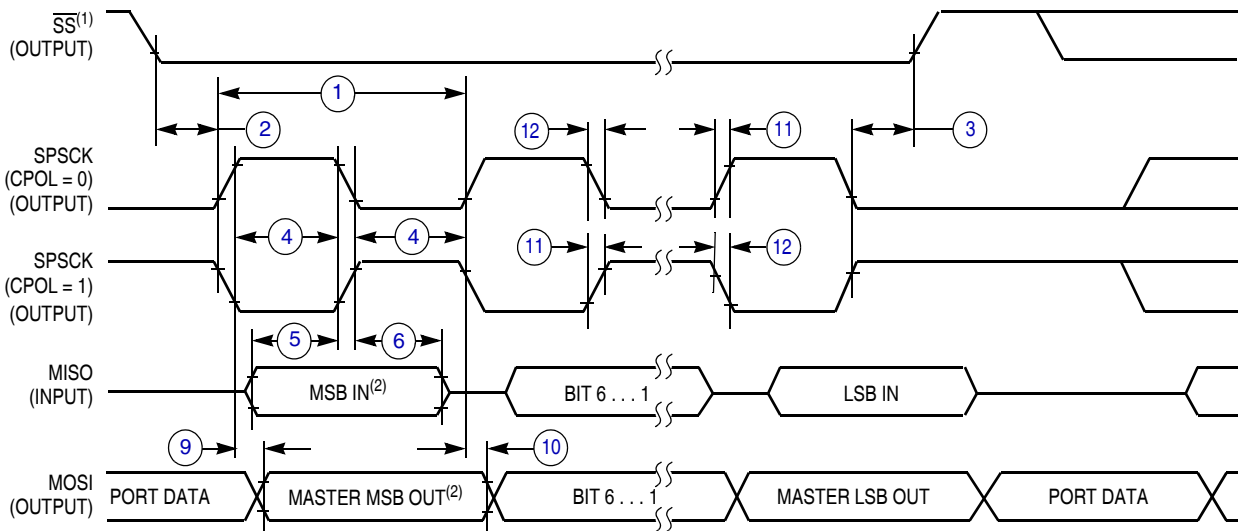 SS(1)
(OUTPUT)
1
2
12
11
3
SPSCK
(CPOL = 0)
(OUTPUT)
4
4
SPSCK
(CPOL = 1)
(OUTPUT)
11
12
5
6
MISO
(INPUT)
MSB IN(2)
BIT 6 . . . 1
LSB IN
9
10
MOSI
(OUTPUT)
PORT DATA
MASTER MSB OUT(2)
BIT 6 . . . 1
MASTER LSB OUT
PORT DATA